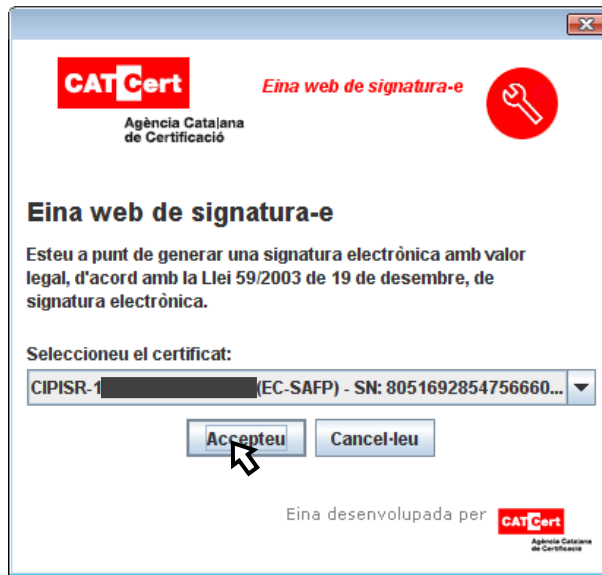 CATCert
Eina web de signatura-e
Agència Catalana
de Certificació
Eina web de signatura-e
Esteu a punt de generar una signatura electrònica amb valor
legal, d'acord amb la Llei 59/2003 de 19 de desembre, de
signatura electrònica.
Seleccioneu el certificat:
CIPISR-1 (EC-SAFP) - SN: 8051692854756660...
Accepteu Cancel·leu
Eina desenvolupada per CATCert
Agència Catalana
de Certificació